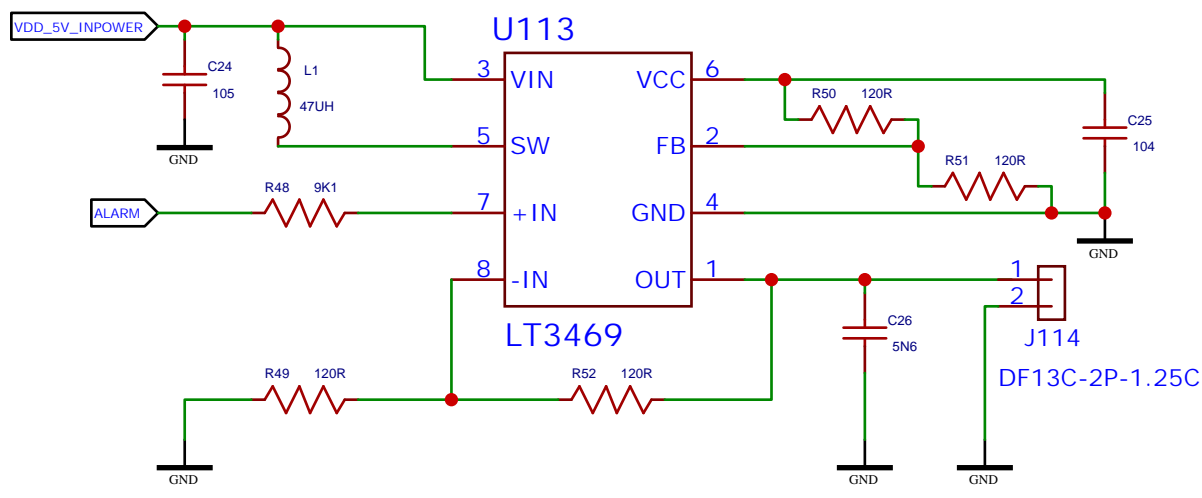 VDD_5V_INPOWER
U113
C24
105
L1
47UH
GND
3 VIN
VCC 6
5 SW
FB 2
7 +IN
GND 4
8 -IN
OUT 1
LT3469
R50 120R
R51 120R
C25
104
GND
ALARM
R48 9K1
R49 120R
R52 120R
GND
C26
5N6
GND
1
2
J114
DF13C-2P-1.25C
GND